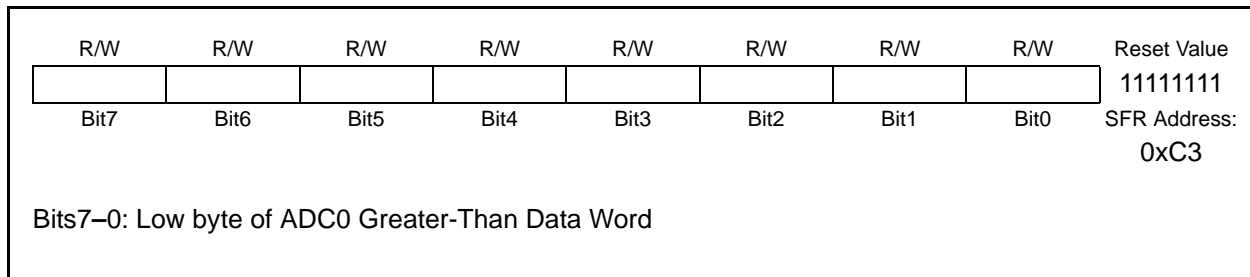 R/W R/W R/W R/W R/W R/W R/W R/W Reset Value
11111111
Bit7 Bit6 Bit5 Bit4 Bit3 Bit2 Bit1 Bit0 SFR Address:
0xC3
Bits7–0: Low byte of ADC0 Greater-Than Data Word